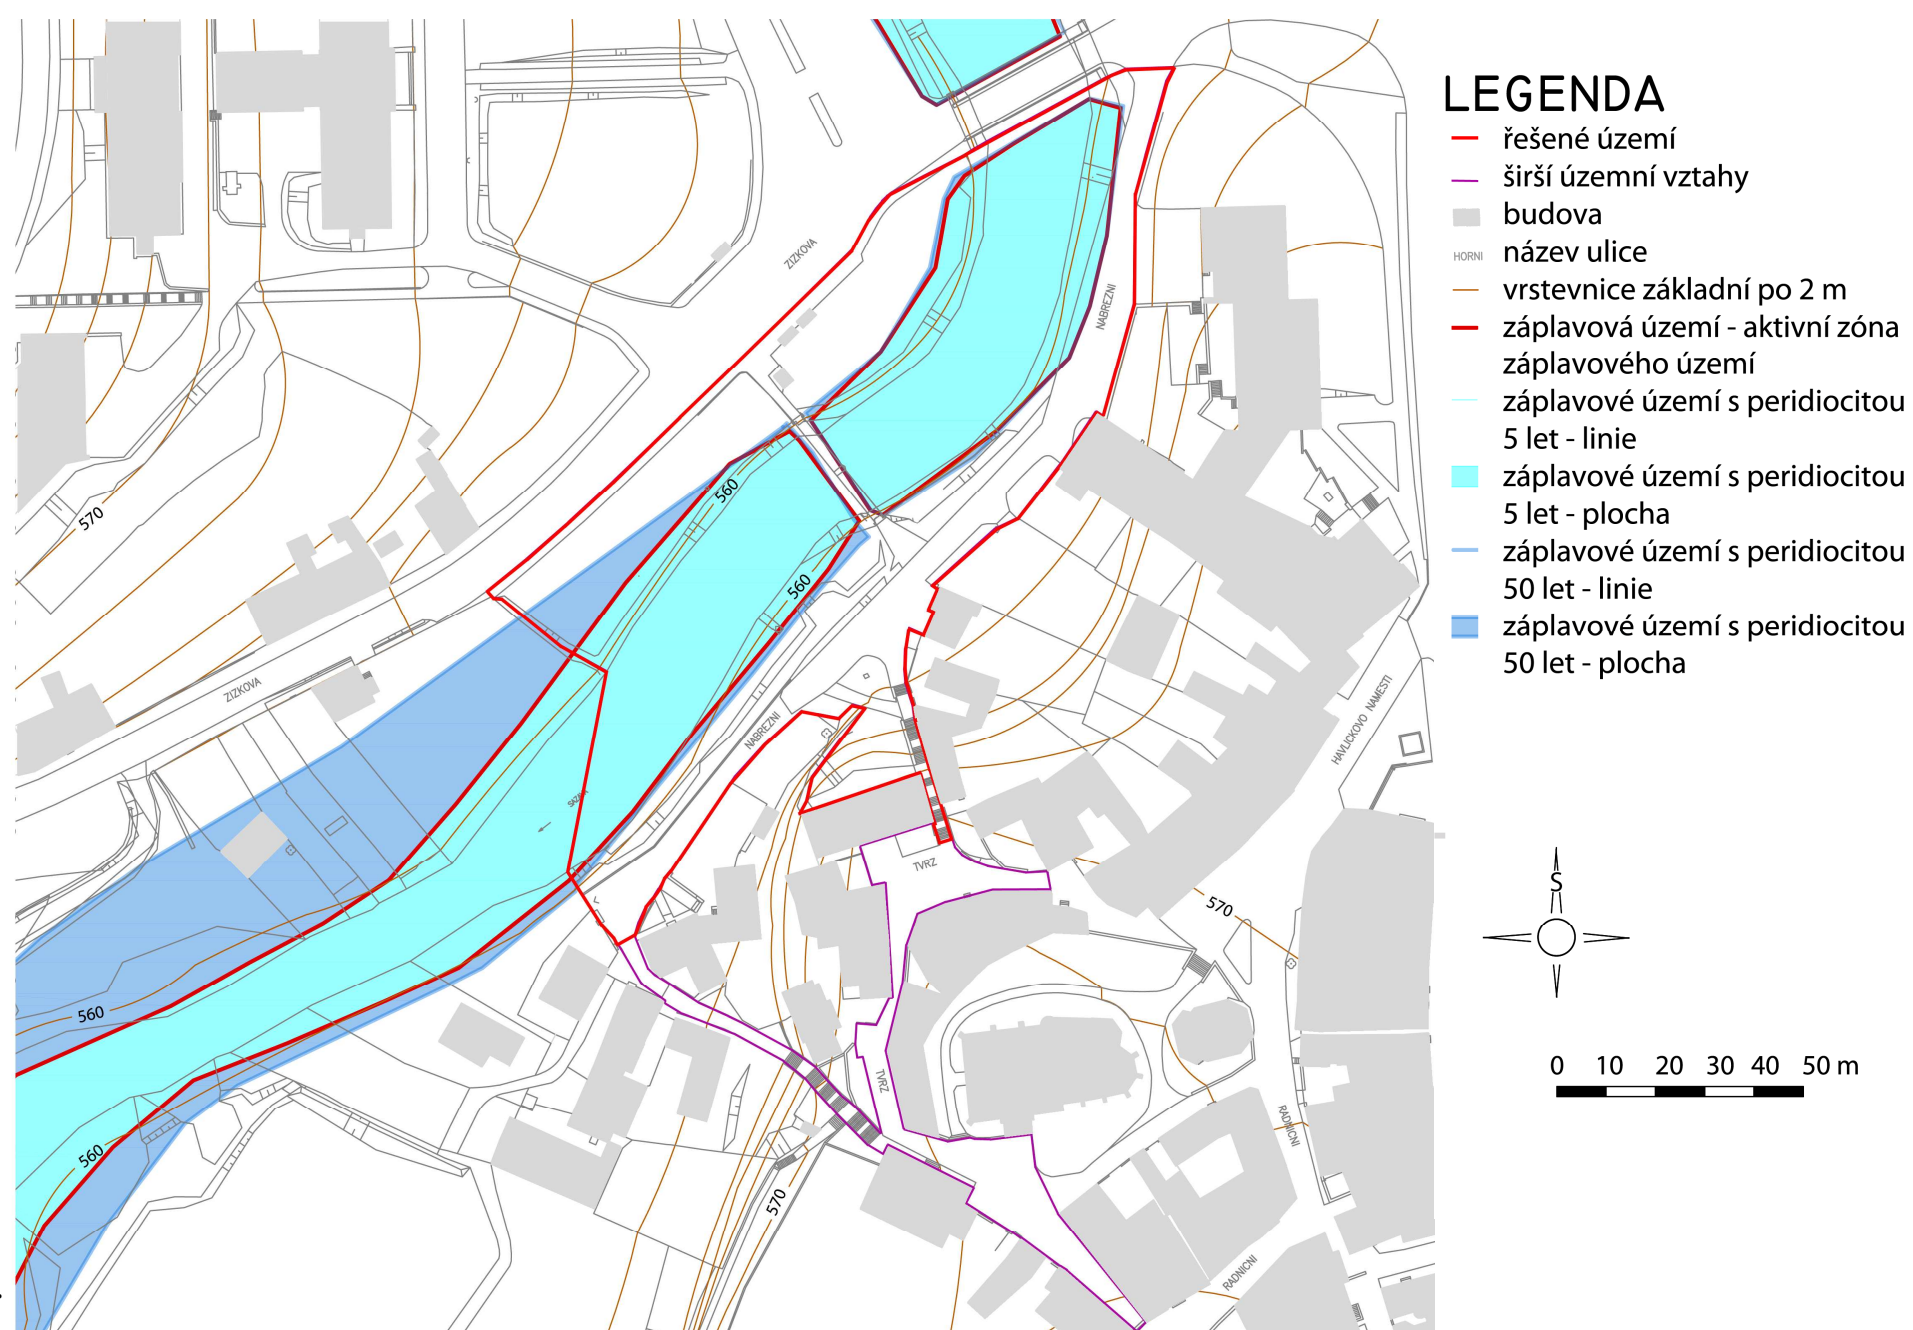 LEGENDA
řešené území
širší územní vztahy
budova
HORNI název ulice
vrstevnice základní po 2 m
záplavová území - aktivní zóna
záplavového území
záplavové území s peridiocitou
5 let - linie
záplavové území s peridiocitou
5 let - plocha
záplavové území s peridiocitou
50 let - linie
záplavové území s peridiocitou
50 let - plocha
S
0 10 20 30 40 50 m
ZIZKOVA
NABREZNI
560
570
560
ZIZKOVA
NABREZNI
HAVLICKOVO NAMESTI
SAZAVA
TVRZ
570
560
TVRZ
RADNICNI
560
570
RADNICNI